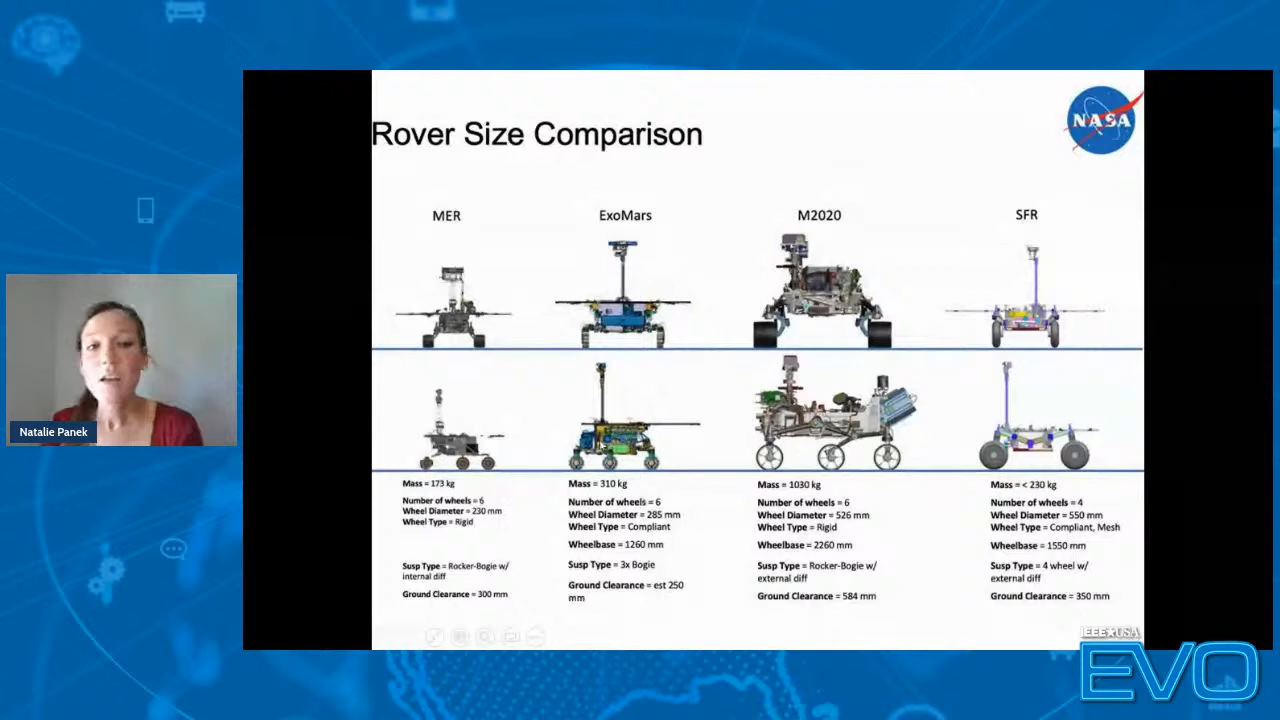 Rover Size Comparison
NASA
MER
ExoMars
M2020
SFR
Mass = 173 kg
Number of wheels = 6
Wheel Diameter = 230 mm
Wheel Type = Rigid
Susp Type = Rocker-Bogie w/
internal diff
Ground Clearance = 300 mm
Mass = 310 kg
Number of wheels = 6
Wheel Diameter = 285 mm
Wheel Type = Compliant
Wheelbase = 1260 mm
Susp Type = 3x Bogie
Ground Clearance = est 250
mm
Mass = 1030 kg
Number of wheels = 6
Wheel Diameter = 526 mm
Wheel Type = Rigid
Wheelbase = 2260 mm
Susp Type = Rocker-Bogie w/
external diff
Ground Clearance = 584 mm
Mass = < 230 kg
Number of wheels = 4
Wheel Diameter = 550 mm
Wheel Type = Compliant, Mesh
Wheelbase = 1550 mm
Susp Type = 4 wheel w/
external diff
Ground Clearance = 350 mm
Natalie Panek
IEEE★USA
EVO